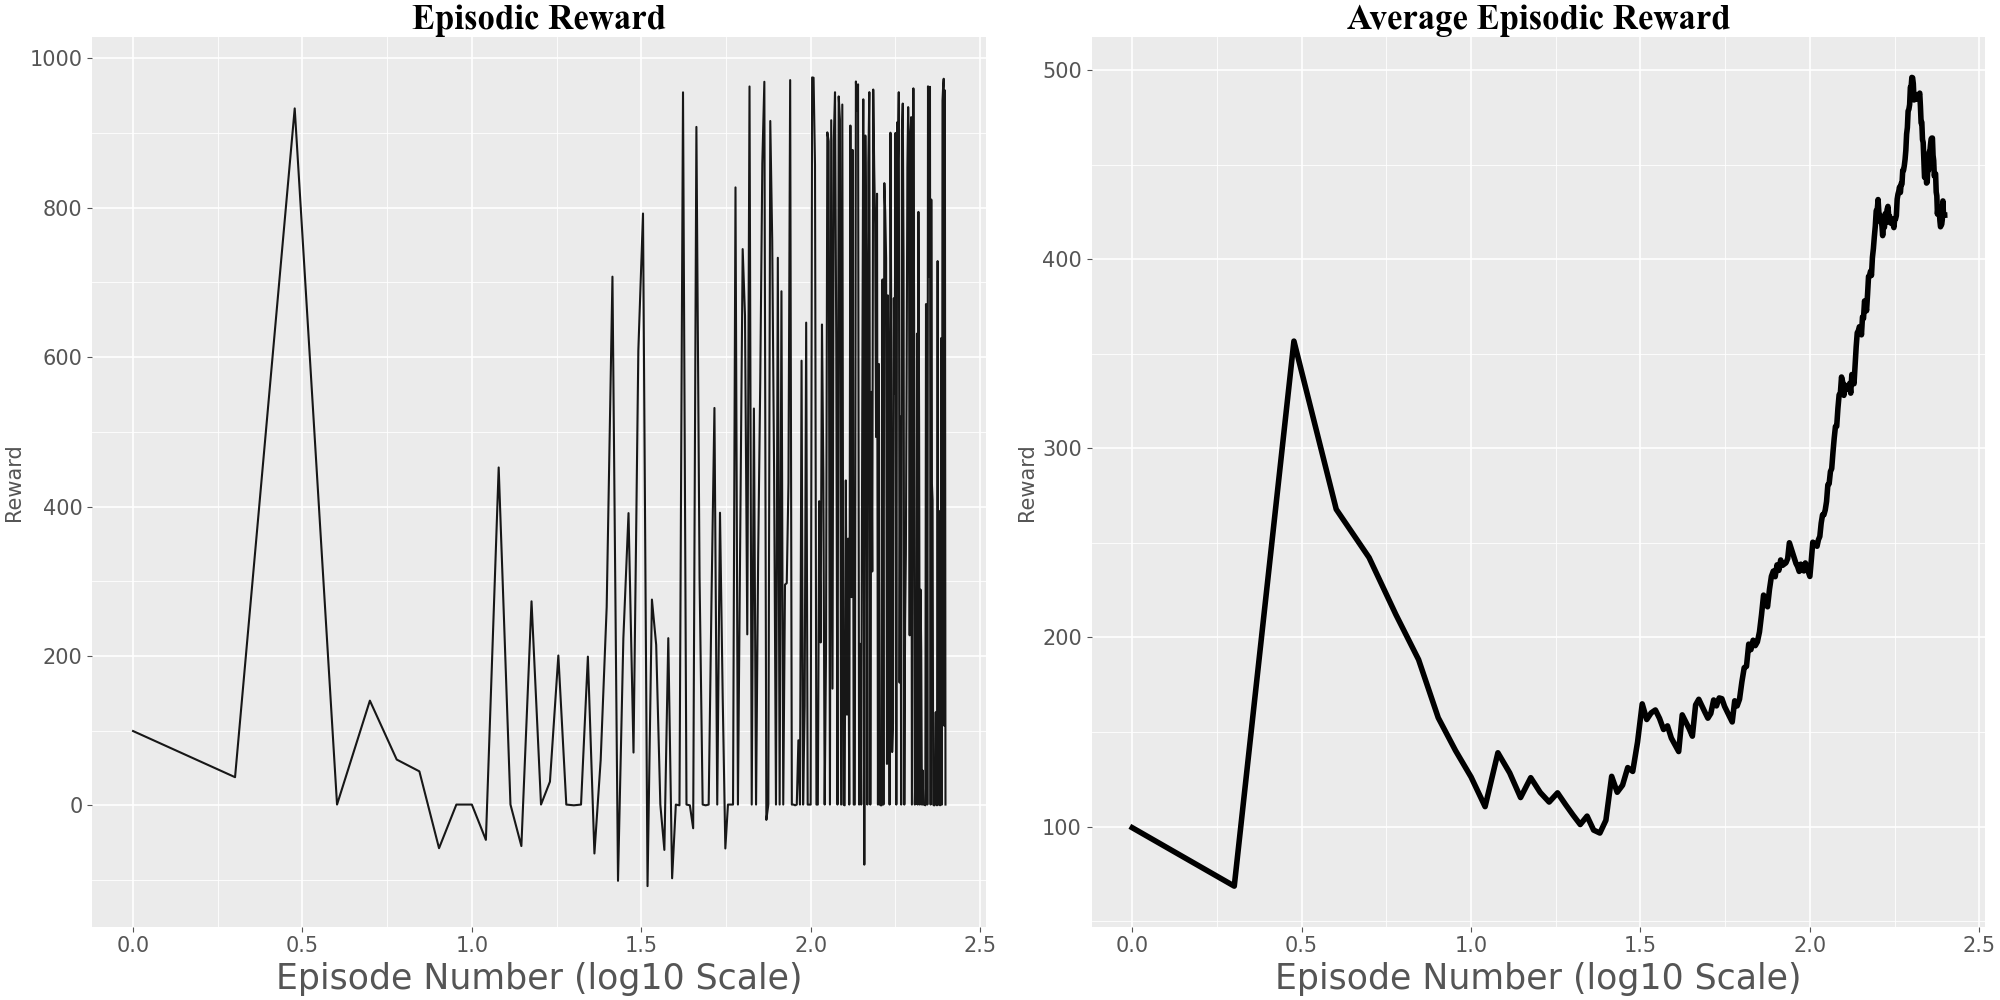 Episodic Reward
1000
800
600
400
200
0
Reward
0.0 0.5 1.0 1.5 2.0 2.5
Episode Number (log10 Scale)
Average Episodic Reward
500
400
300
200
100
Reward
0.0 0.5 1.0 1.5 2.0 2.5
Episode Number (log10 Scale)